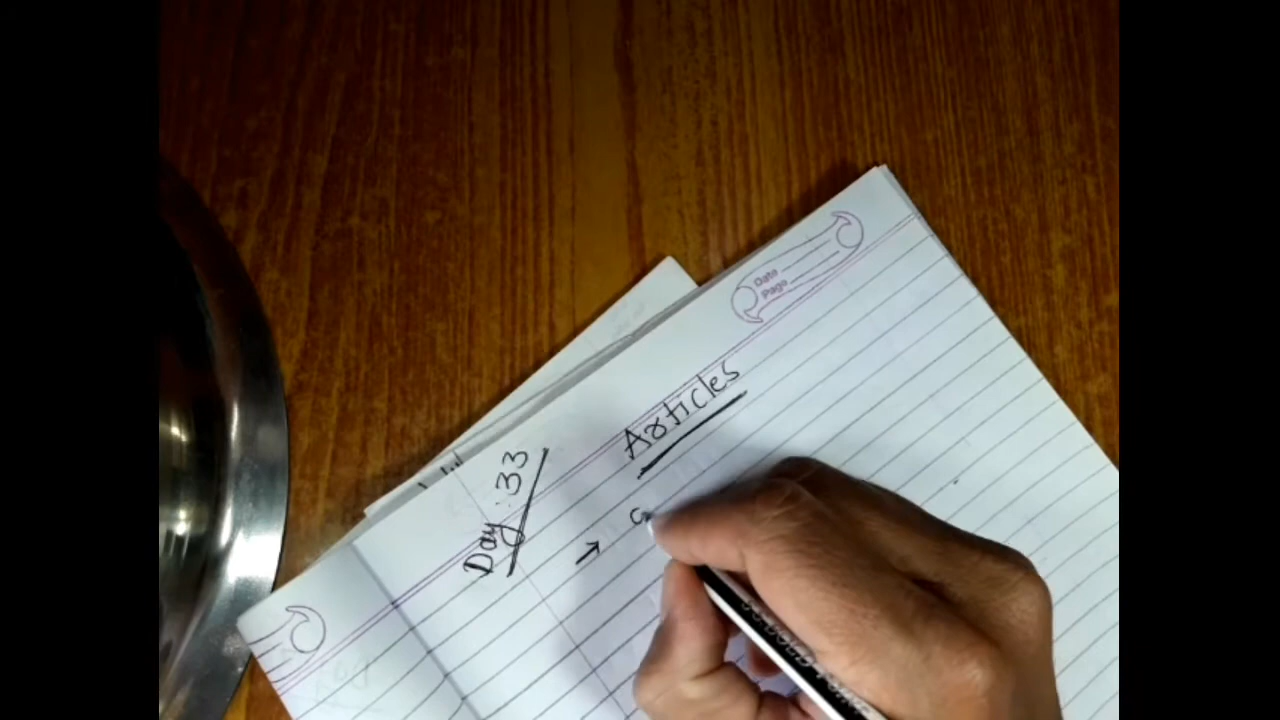 Date
Page
Day : 33
Articles
→